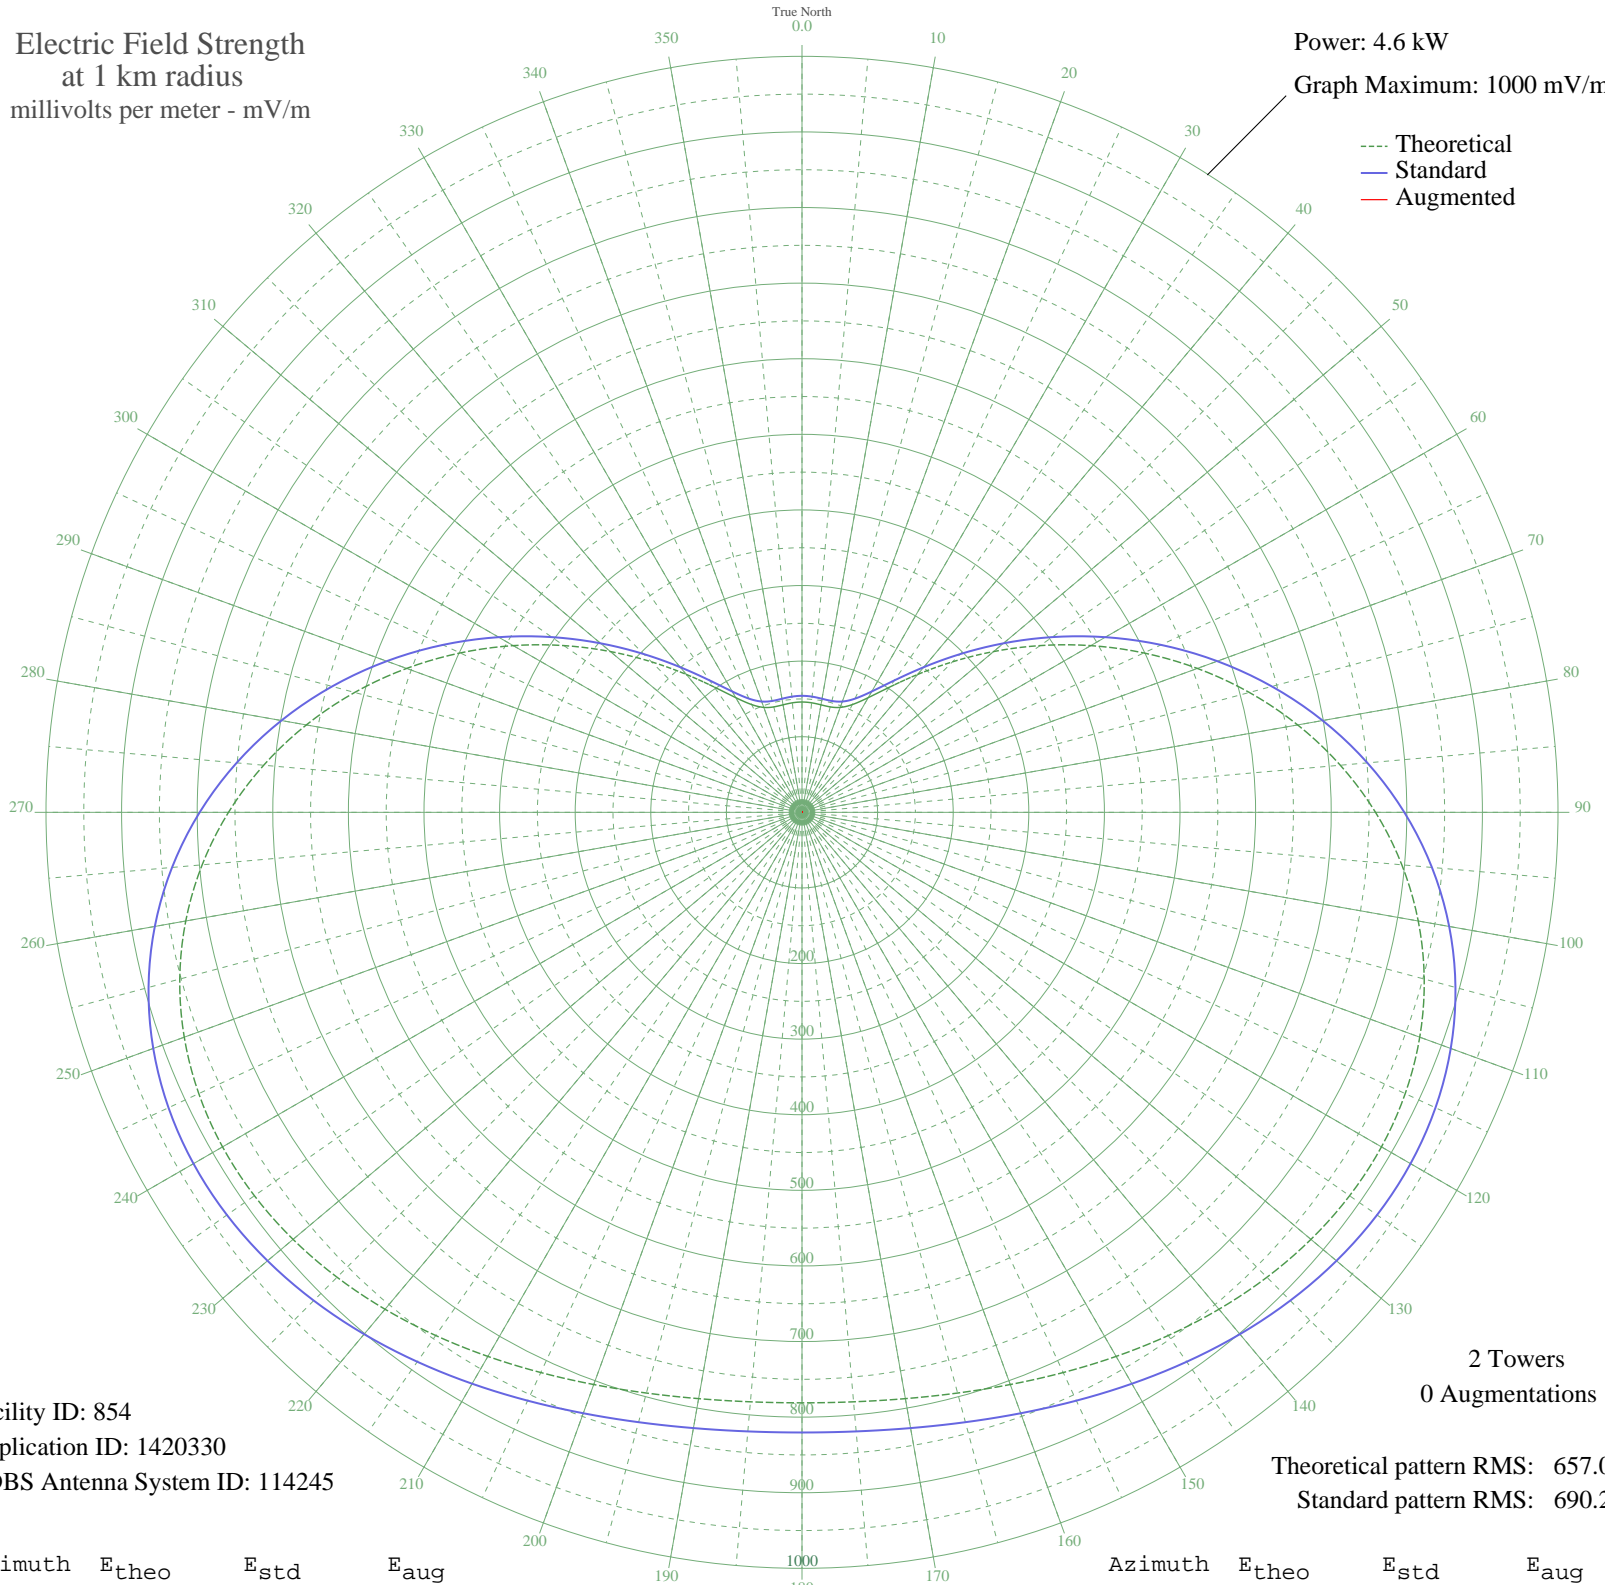 True North
0.0
Electric Field Strength
at 1 km radius
millivolts per meter - mV/m
Power: 4.6 kW
Graph Maximum: 1000 mV/m
Theoretical
Standard
Augmented
350
10
340
20
330
30
320
40
310
50
300
60
290
70
280
80
270
90
260
100
250
110
240
120
230
130
220
140
210
150
200
160
190
170
200
300
400
500
600
700
800
900
1000
2 Towers
0 Augmentations
cility ID: 854
plication ID: 1420330
DBS Antenna System ID: 114245
Theoretical pattern RMS: 657.0
Standard pattern RMS: 690.2
imuth Etheo Estd Eaug
Azimuth Etheo Estd Eaug